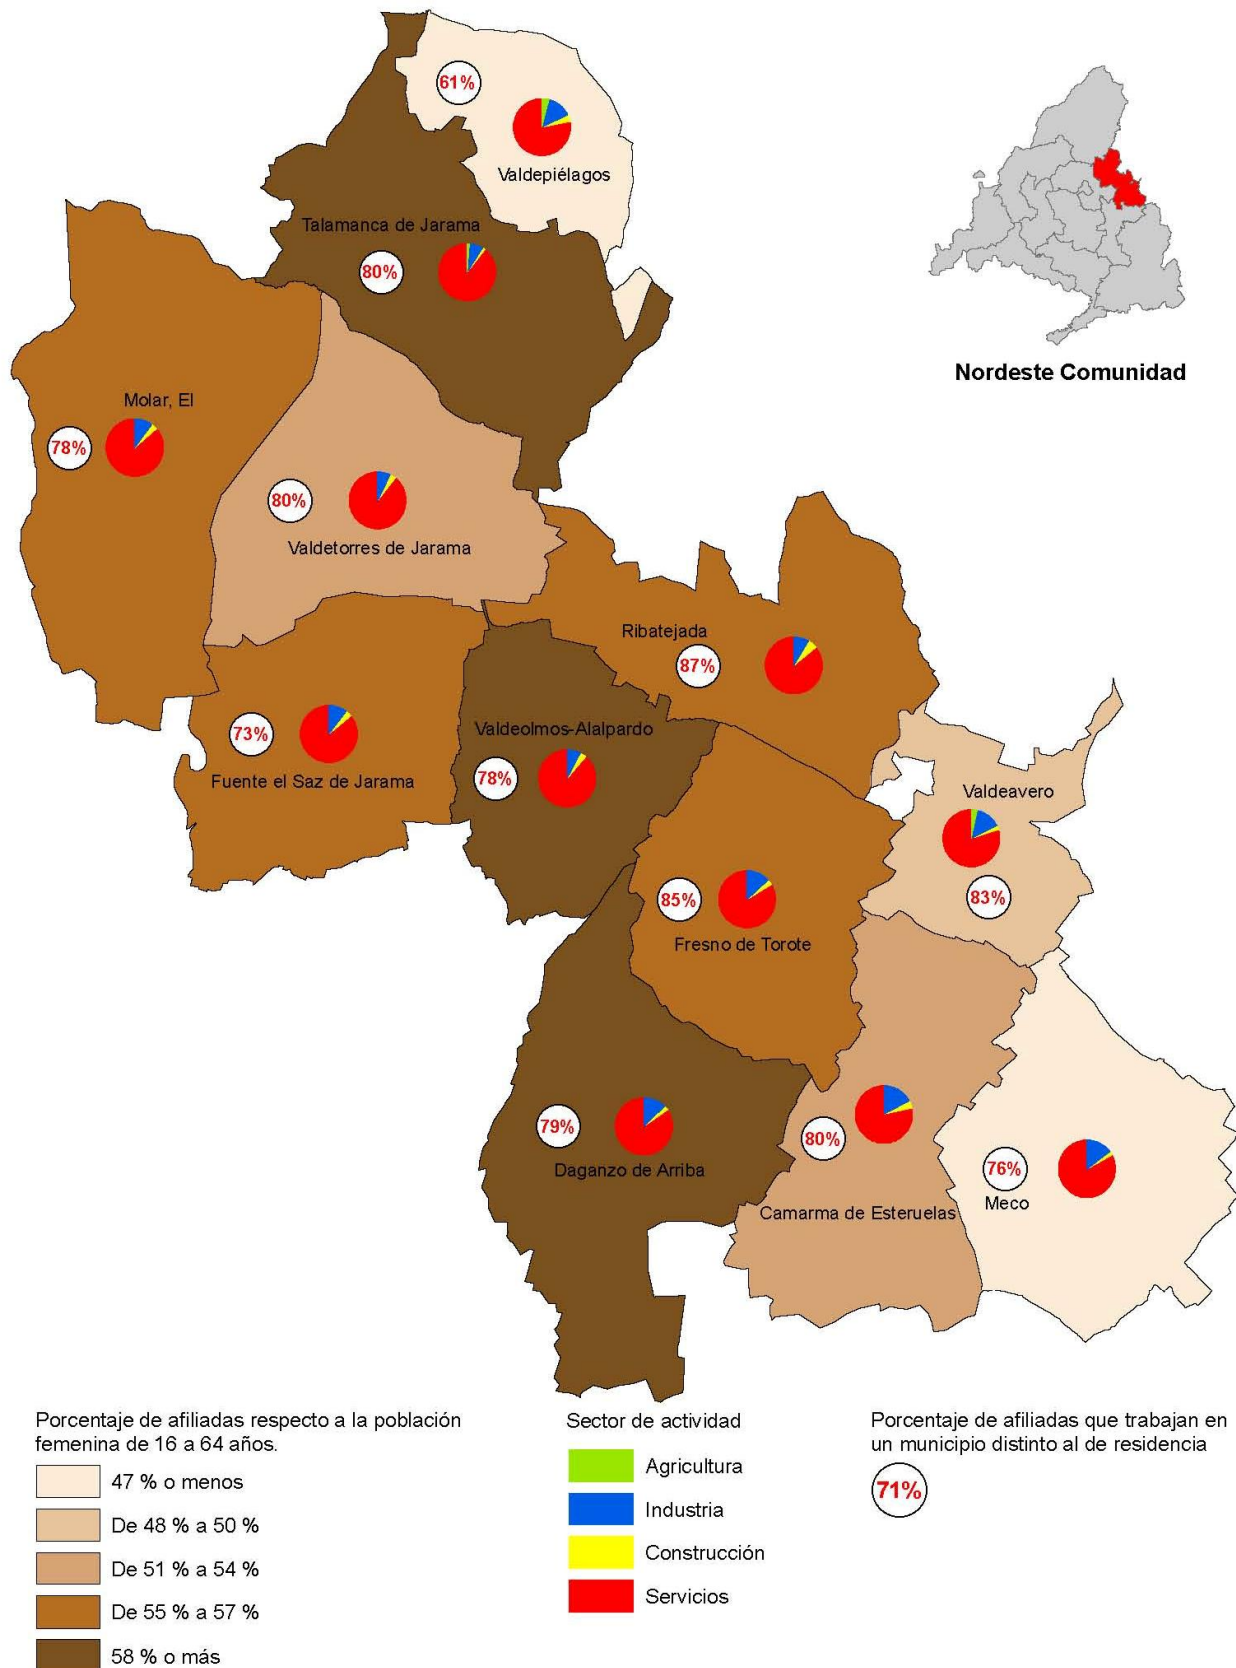 61%
Valdepiélagos
Talamanca de Jarama
80%
Nordeste Comunidad
Molar, El
78%
80%
Valdetorres de Jarama
Ribatejada
87%
73%
Fuente el Saz de Jarama
Valdeolmos-Alalpardo
78%
Valdeavero
83%
85%
Fresno de Torote
79%
Daganzo de Arriba
80%
Camarma de Esteruelas
76%
Meco
Porcentaje de afiliadas respecto a la población
femenina de 16 a 64 años.
47 % o menos
De 48 % a 50 %
De 51 % a 54 %
De 55 % a 57 %
58 % o más
Sector de actividad
Agricultura
Industria
Construcción
Servicios
Porcentaje de afiliadas que trabajan en
un municipio distinto al de residencia
71%